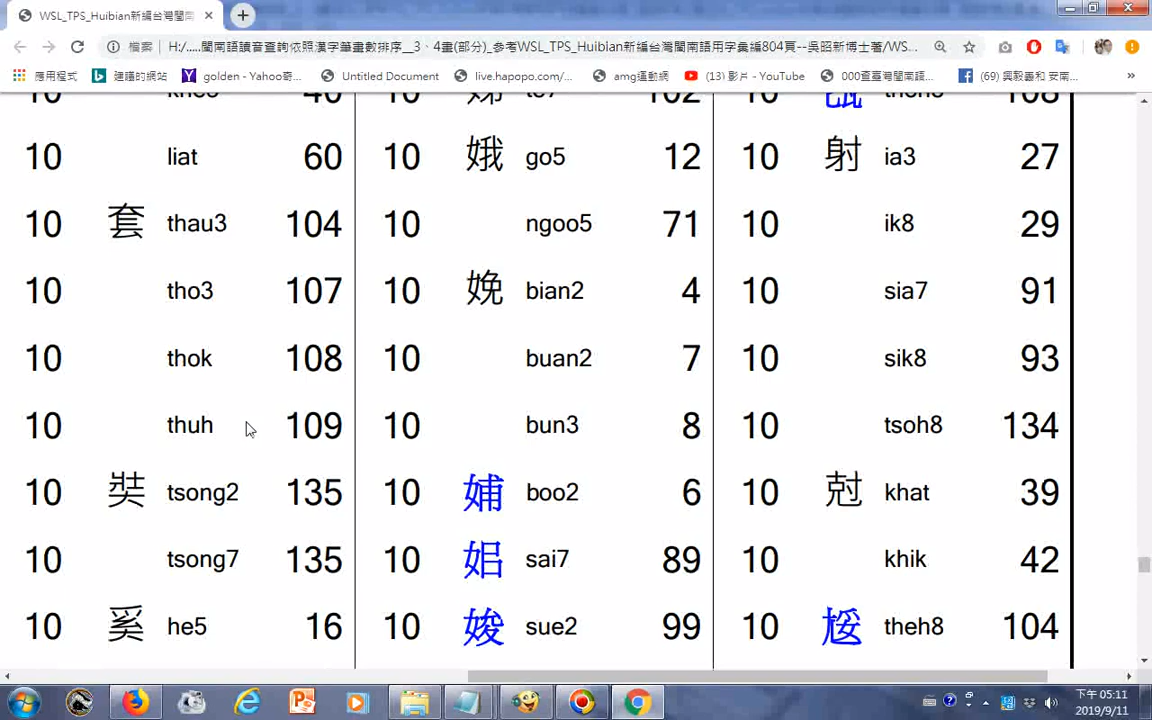 WSL_TPS_Huibian新編台灣閩南
檔案 | H:/.....閩南語讀音查詢依照漢字筆畫數排序__3、4畫(部分)_參考WSL_TPS_Huibian新編台灣閩南語用字彙編804頁--吳昭新博士著/WS...
應用程式 建議的網站 golden - Yahoo奇... Untitled Document live.hapopo.com/... amg運動網 (13) 影片 - YouTube 000查臺灣閩南語... (69) 興毅義和 安南... »
10 40 10 102 10 108
10 liat 60 10 娥 go5 12 10 射 ia3 27
10 套 thau3 104 10 ngoo5 71 10 ik8 29
10 tho3 107 10 娩 bian2 4 10 sia7 91
10 thok 108 10 buan2 7 10 sik8 93
10 thuh 109 10 bun3 8 10 tsoh8 134
10 奘 tsong2 135 10 娒 boo2 6 10 尅 khat 39
10 tsong7 135 10 sai7 89 10 khik 42
10 奚 he5 16 10 sue2 99 10 theh8 104
下午 05:11
2019/9/11